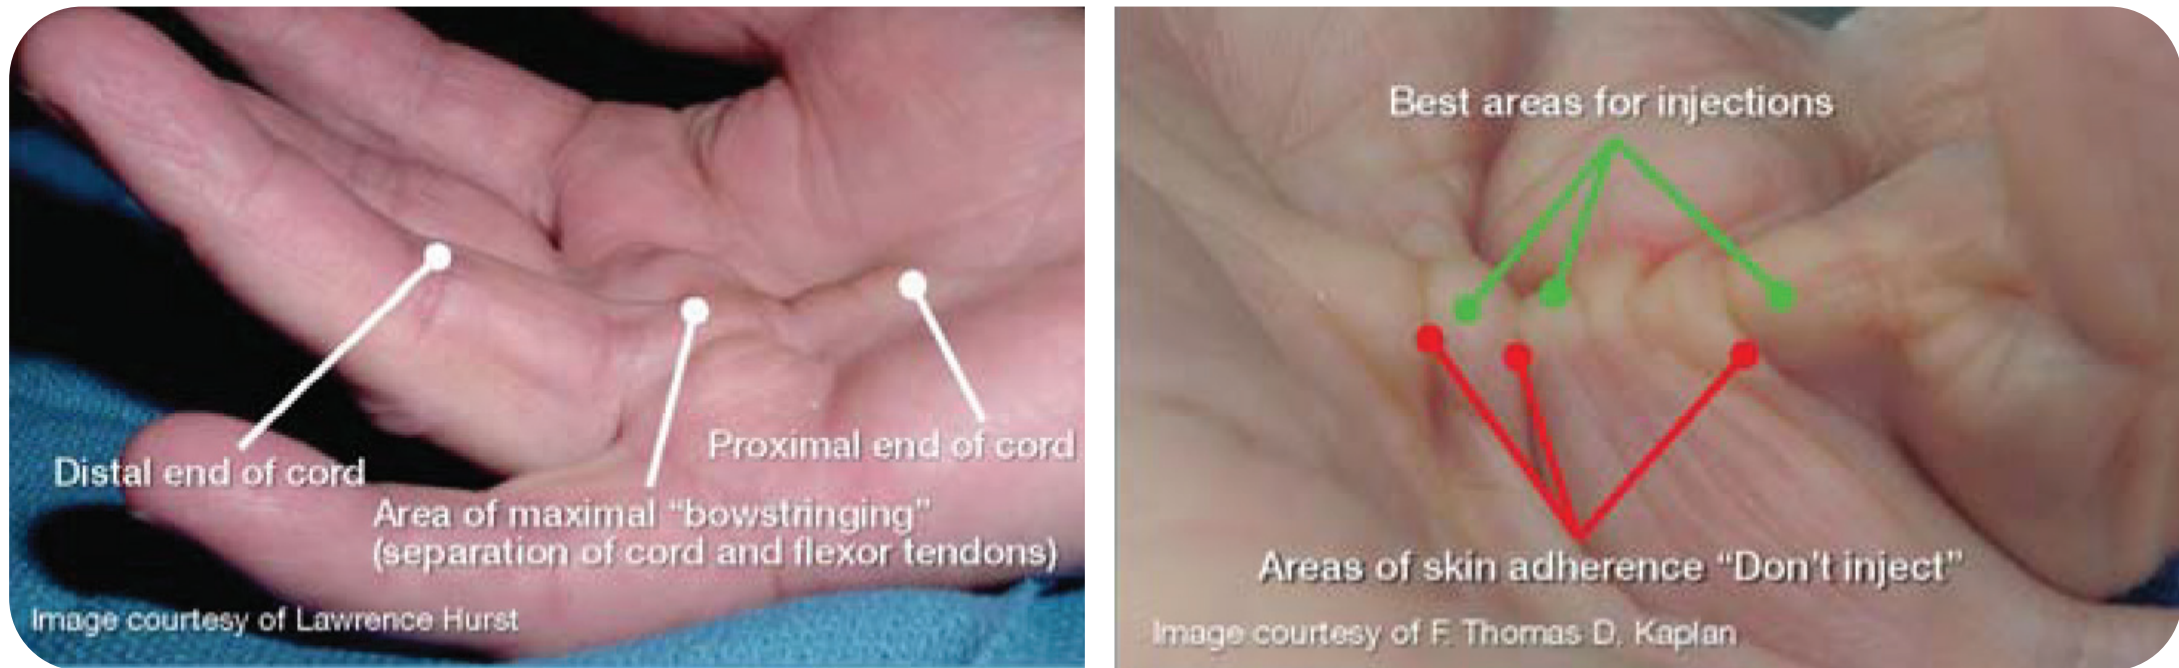 Distal end of cord
Proximal end of cord
Area of maximal “bowstringing”
(separation of cord and flexor tendons)
Image courtesy of Lawrence Hurst
Best areas for injections
Areas of skin adherence “Don’t inject”
Image courtesy of F. Thomas D. Kaplan